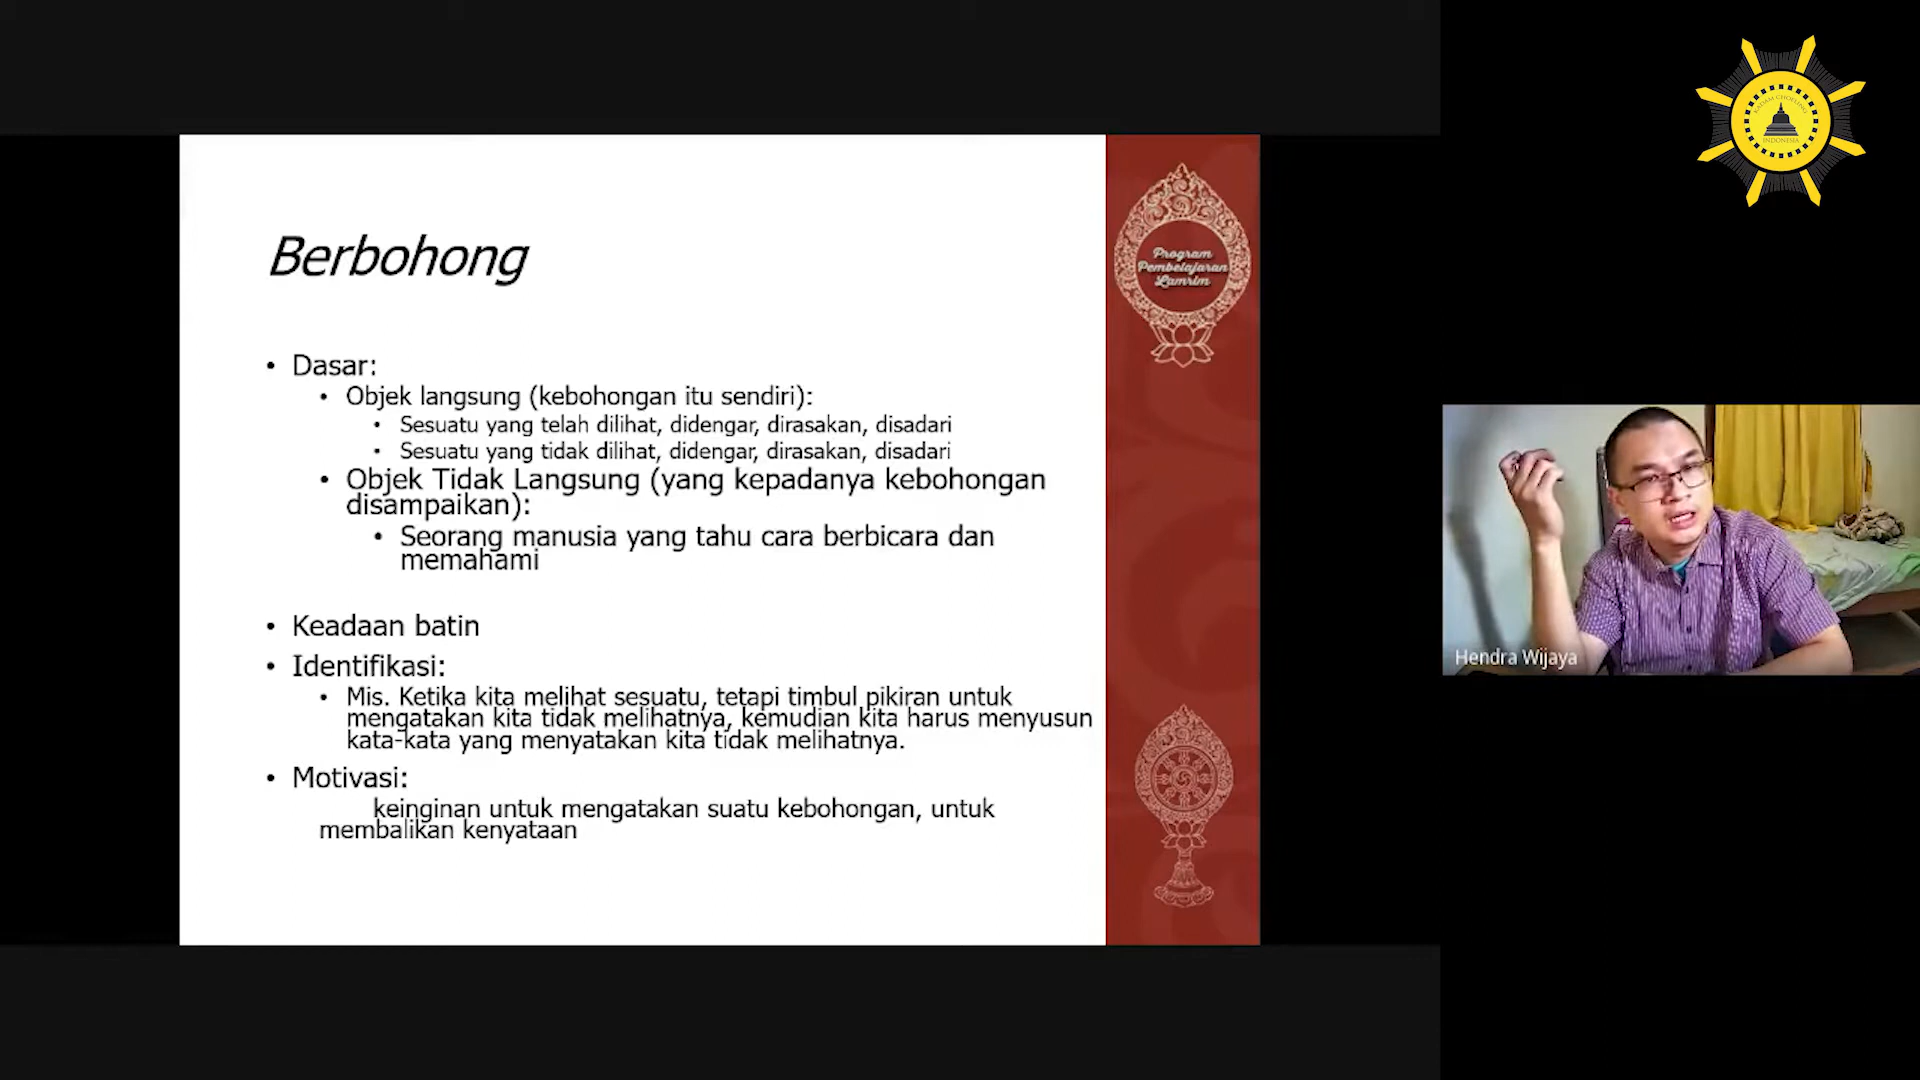 Berbohong
• Dasar:
• Objek langsung (kebohongan itu sendiri):
• Sesuatu yang telah dilihat, didengar, dirasakan, disadari
• Sesuatu yang tidak dilihat, didengar, dirasakan, disadari
• Objek Tidak Langsung (yang kepadanya kebohongan
disampaikan):
• Seorang manusia yang tahu cara berbicara dan
memahami
• Keadaan batin
• Identifikasi:
• Mis. Ketika kita melihat sesuatu, tetapi timbul pikiran untuk
mengatakan kita tidak melihatnya, kemudian kita harus menyusun
kata-kata yang menyatakan kita tidak melihatnya.
• Motivasi:
keinginan untuk mengatakan suatu kebohongan, untuk
membalikan kenyataan
Program
Pembelajaran
Lamrim
KADAM CHOELING
INDONESIA
Hendra Wijaya